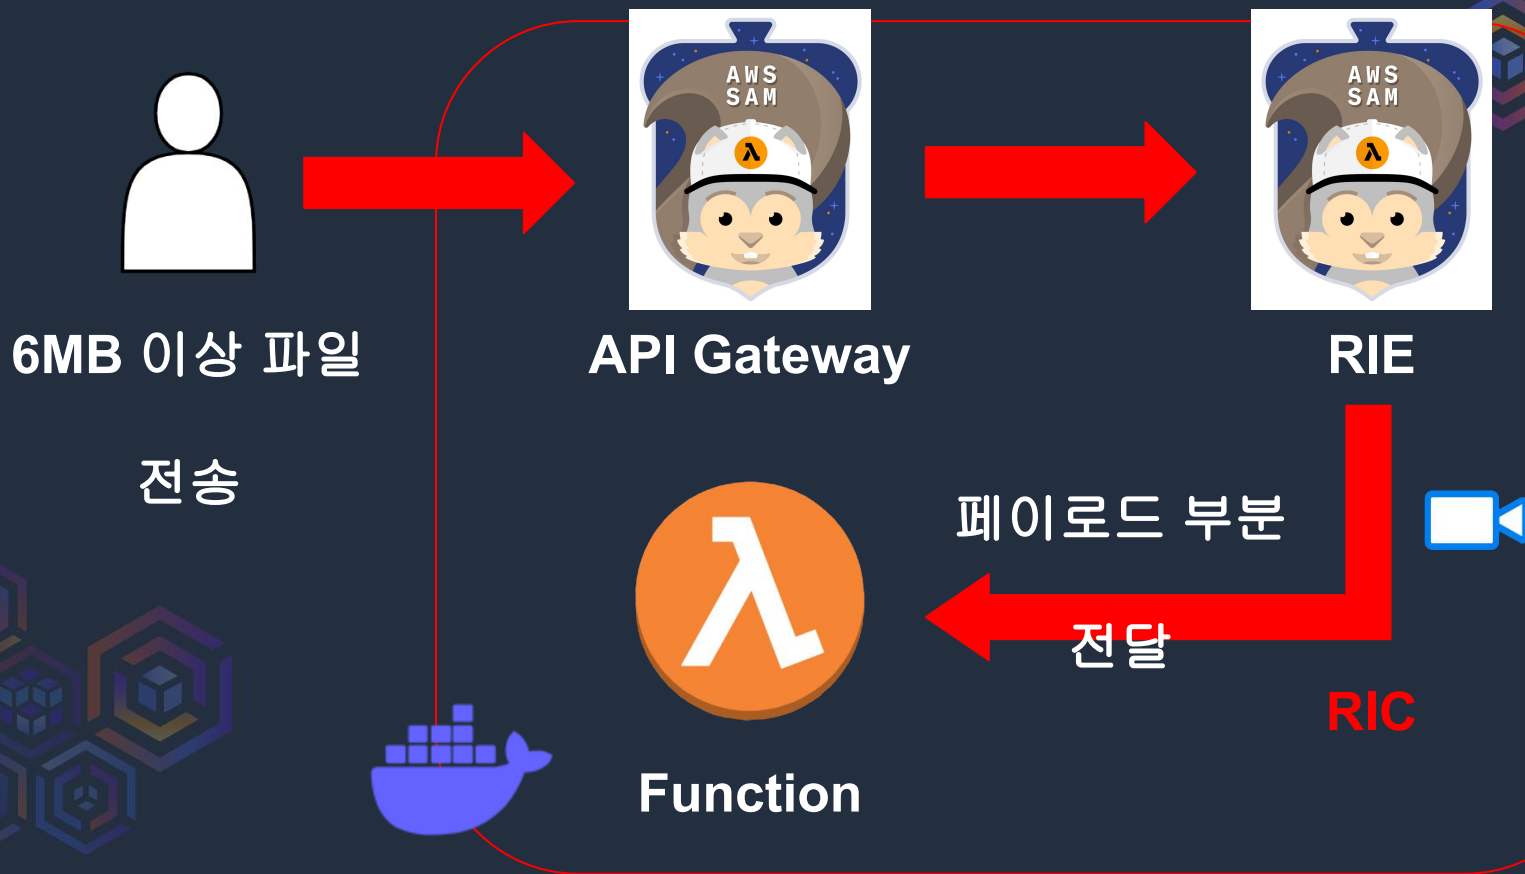 AWS
SAM
AWS
SAM
6MB 이상 파일
전송
API Gateway
RIE
페이로드 부분
전달
RIC
Function